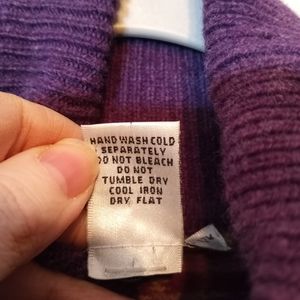 HAND WASH COLD
SEPARATELY
DO NOT BLEACH
DO NOT
TUMBLE DRY
COOL IRON
DRY FLAT